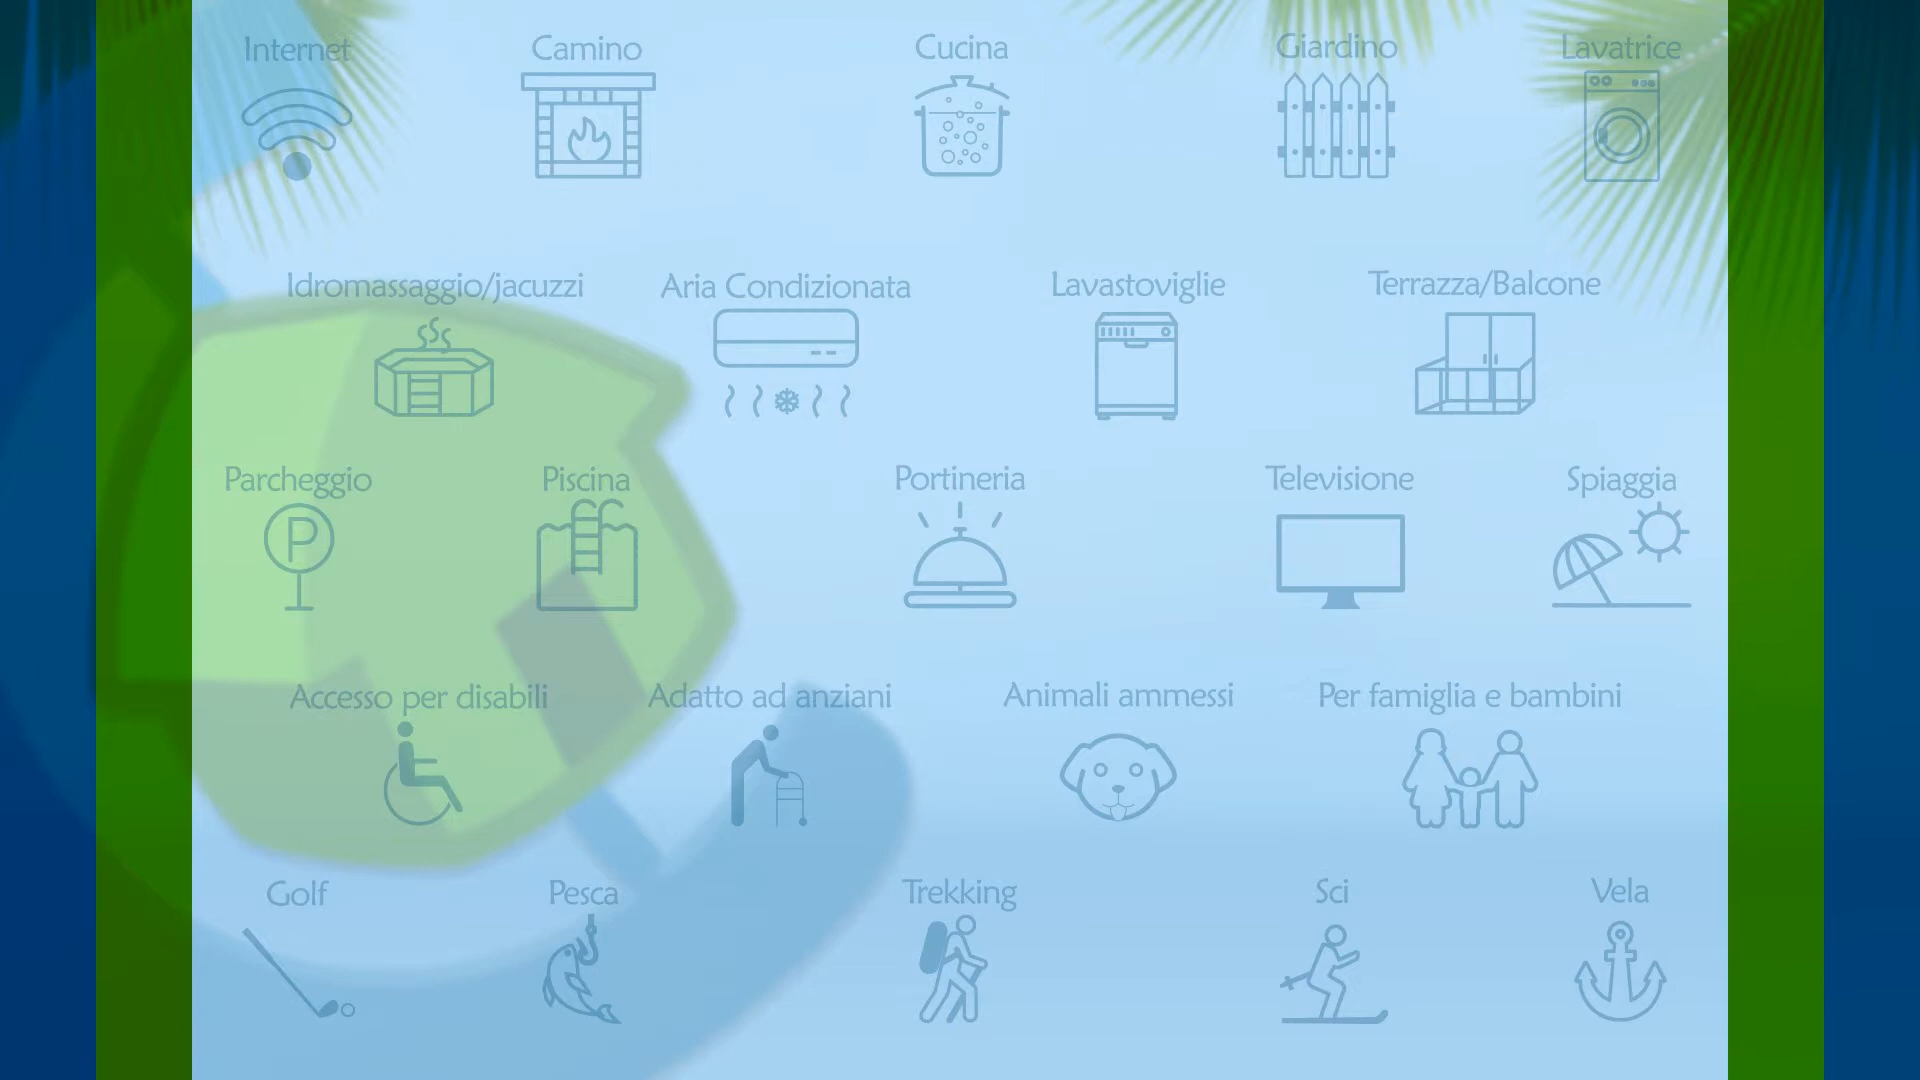 Internet
Camino
Cucina
Giardino
Lavatrice
Idromassaggio/jacuzzi
Aria Condizionata
Lavastoviglie
Terrazza/Balcone
Parcheggio
Piscina
Portineria
Televisione
Spiaggia
P
Accesso per disabili
Adatto ad anziani
Animali ammessi
Per famiglia e bambini
Golf
Pesca
Trekking
Sci
Vela